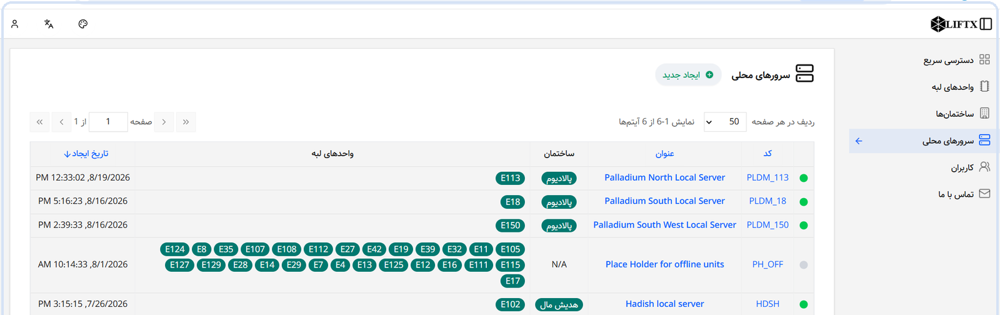 LIFTX
دسترسی سریع
واحدهای لبه
ساختمان‌ها
سرورهای محلی
کاربران
تماس با ما
سرورهای محلی ایجاد جدید
ردیف در هر صفحه 50 نمایش 1-6 از 6 آیتم‌ها صفحه 1 از 1
کد عنوان ساختمان واحدهای لبه تاریخ ایجاد
PLDM_113 Palladium North Local Server پالادیوم E113 8/19/2026, 12:33:02 PM
PLDM_18 Palladium South Local Server پالادیوم E18 8/16/2026, 5:16:23 PM
PLDM_150 Palladium South West Local Server پالادیوم E150 8/16/2026, 2:39:33 PM
PH_OFF Place Holder for offline units N/A E105 E11 E32 E39 E19 E42 E27 E112 E108 E107 E35 E8 E124 8/1/2026, 10:14:33 AM
E115 E111 E16 E12 E125 E13 E4 E7 E29 E14 E28 E129 E127
E17
HDSH Hadish local server هدیش مال E102 7/26/2026, 3:15:15 PM